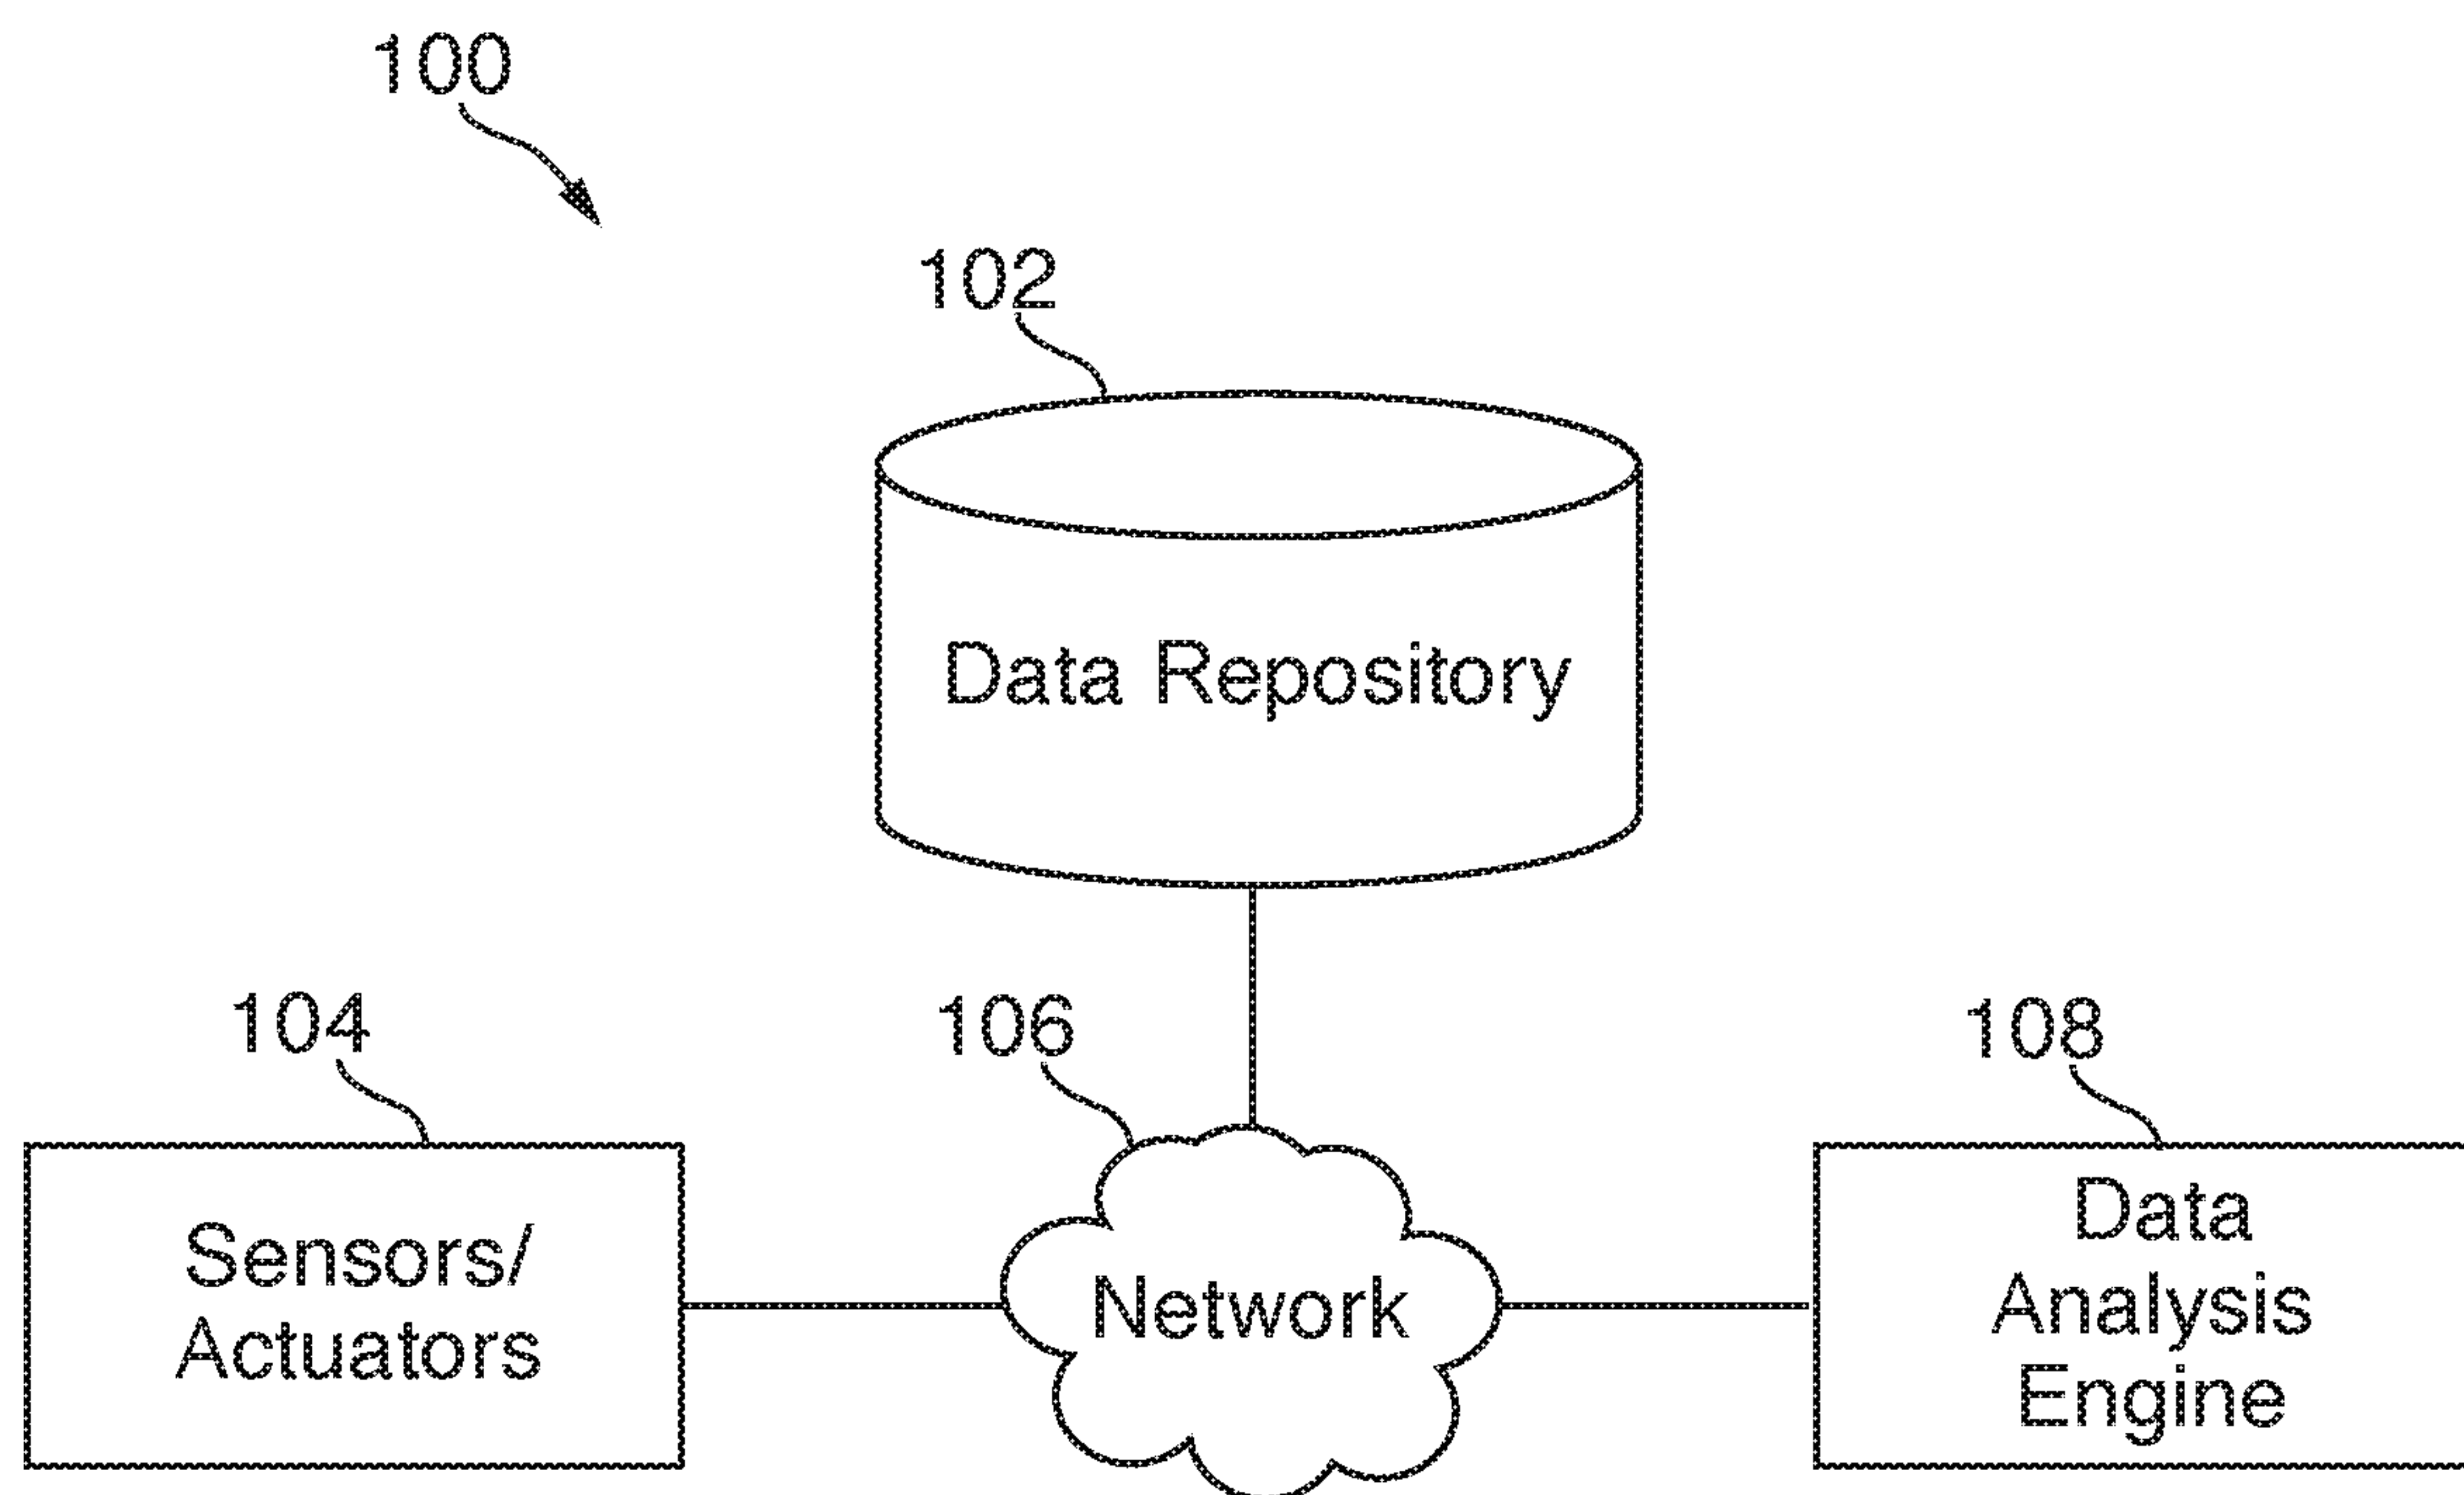 100
102
Data Repository
104
106
108
Sensors/
Actuators
Network
Data
Analysis
Engine